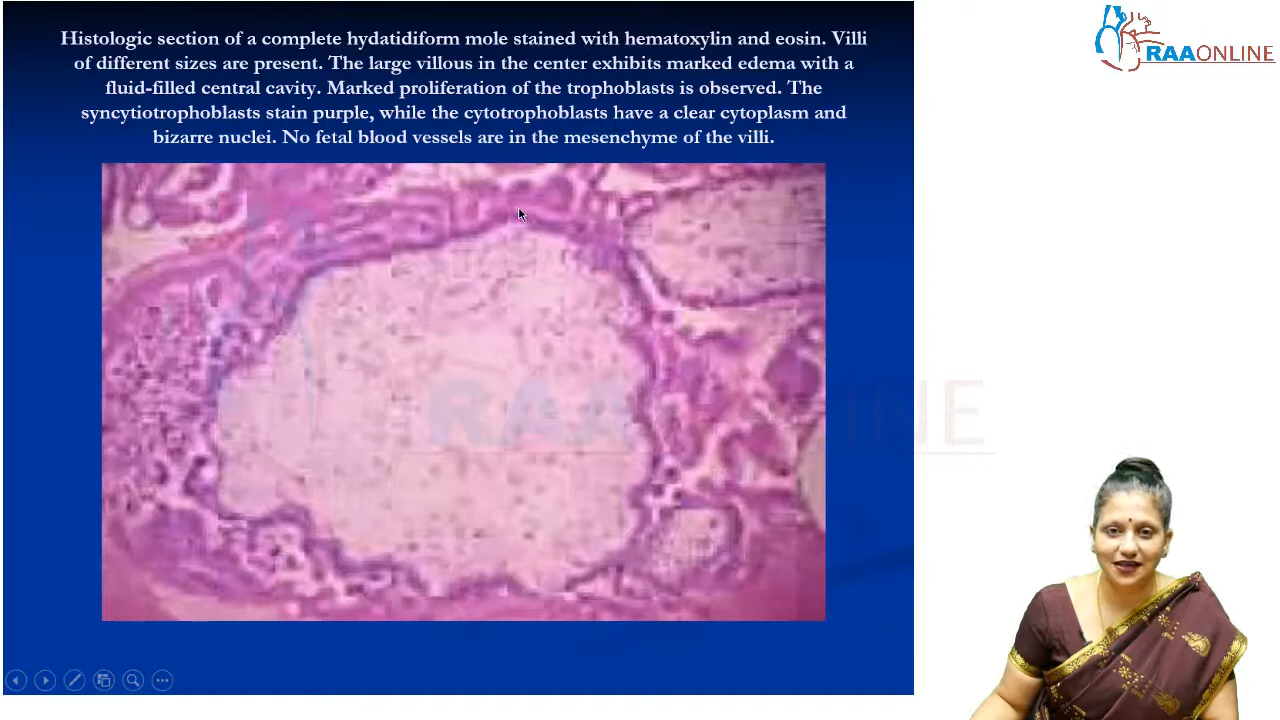 Histologic section of a complete hydatidiform mole stained with hematoxylin and eosin. Villi
of different sizes are present. The large villous in the center exhibits marked edema with a
fluid-filled central cavity. Marked proliferation of the trophoblasts is observed. The
syncytiotrophoblasts stain purple, while the cytotrophoblasts have a clear cytoplasm and
bizarre nuclei. No fetal blood vessels are in the mesenchyme of the villi.
RAAONLINE
RAAONLINE